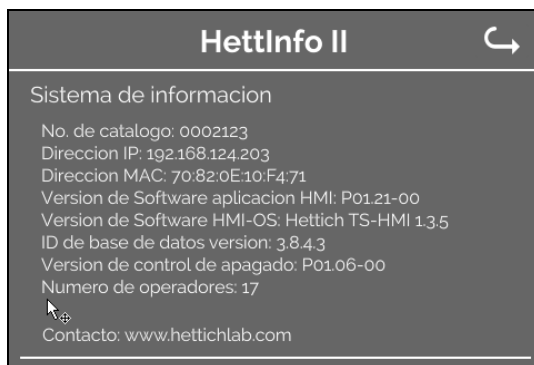 HettInfo II
Sistema de informacion
No. de catalogo: 0002123
Direccion IP: 192.168.124.203
Direccion MAC: 70:82:0E:10:F4:71
Version de Software aplicacion HMI: P01.21-00
Version de Software HMI-OS: Hettich TS-HMI 1.3.5
ID de base de datos version: 3.8.4.3
Version de control de apagado: P01.06-00
Numero de operadores: 17
Contacto: www.hettichlab.com